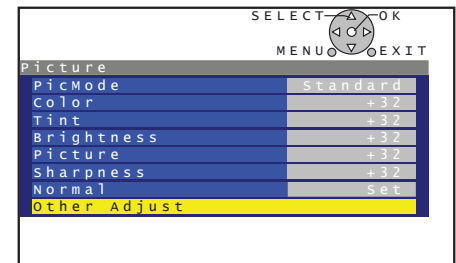 SELECT OK
MENU EXIT
Picture
PicMode Standard
Color +32
Tint +32
Brightness +32
Picture +32
Sharpness +32
Normal Set
Other Adjust